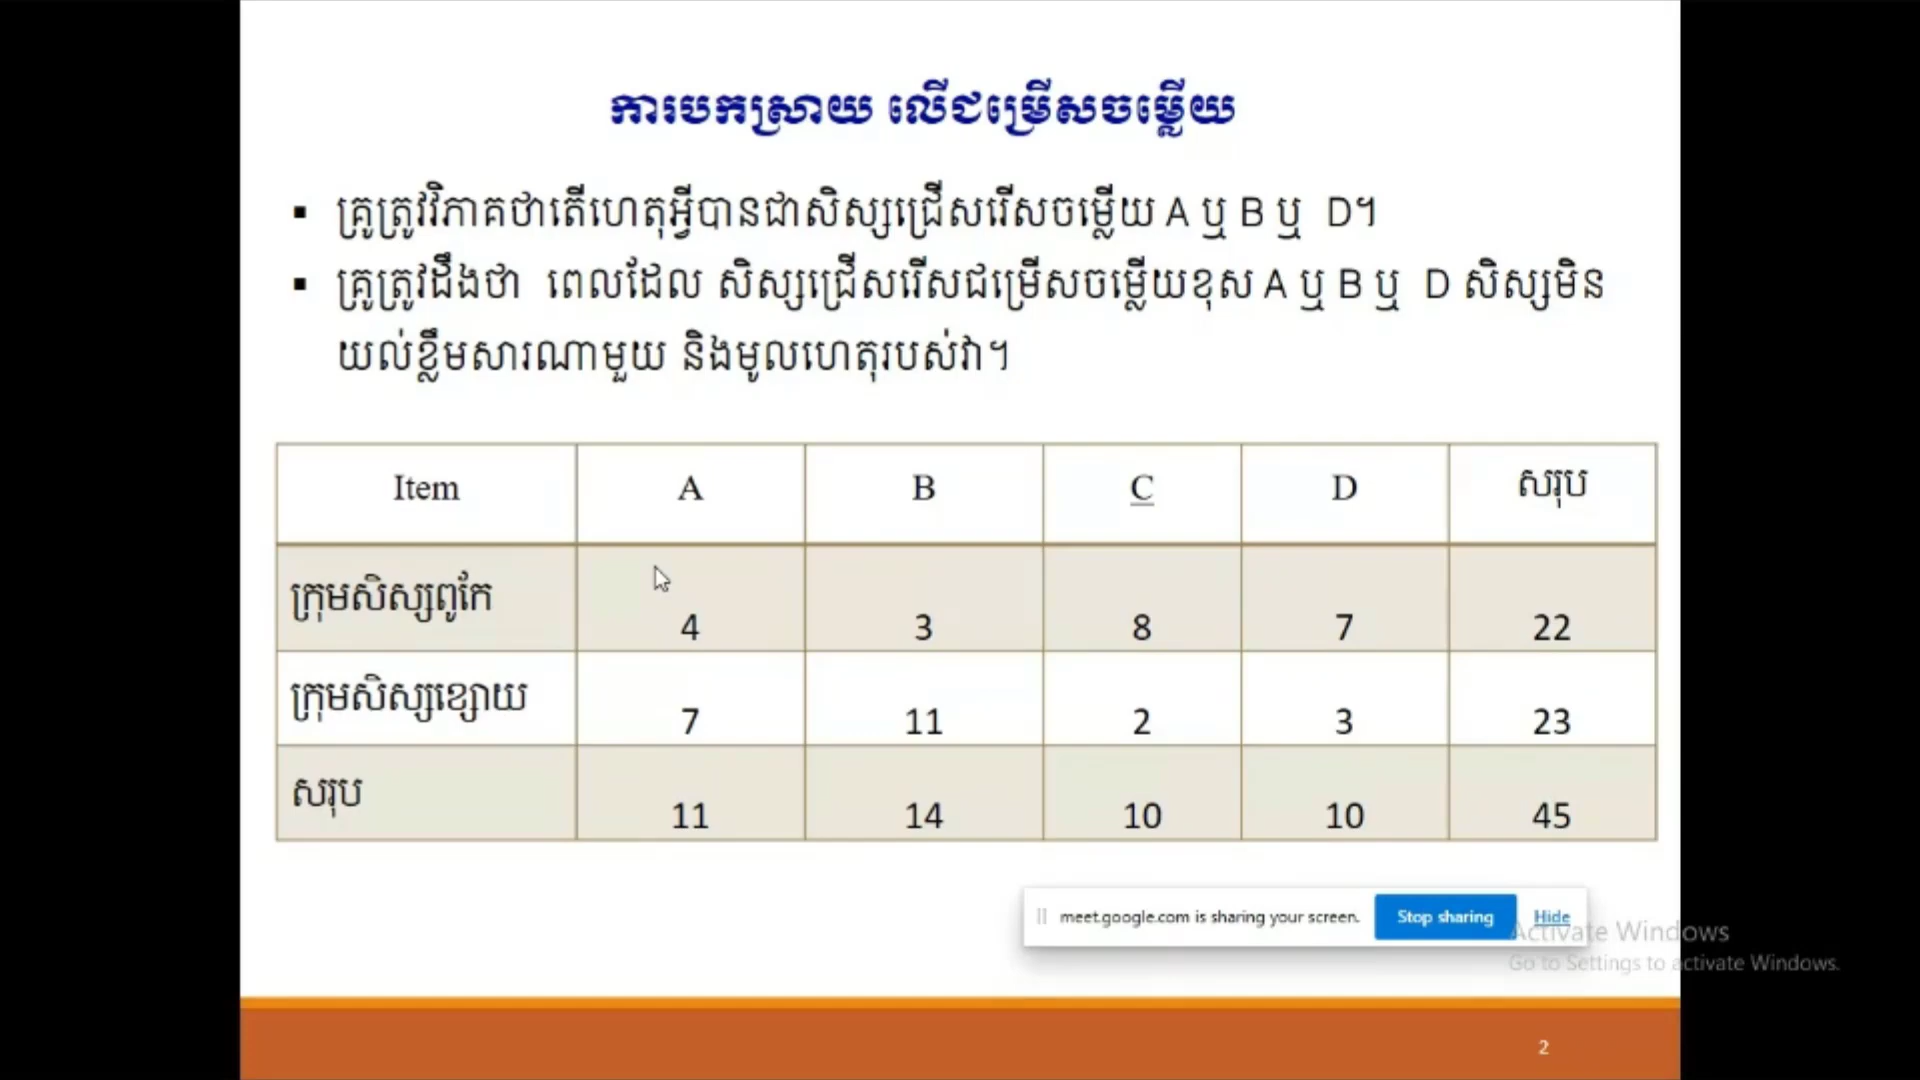 ការបកស្រាយ លើជម្រើសចម្លើយ
▪ គ្រូត្រូវវិភាគថាតើហេតុអ្វីបានជាសិស្សជ្រើសរើសចម្លើយ A ឬ B ឬ D។
▪ គ្រូត្រូវដឹងថា ពេលដែល សិស្សជ្រើសរើសជម្រើសចម្លើយខុស A ឬ B ឬ D សិស្សមិន
យល់ខ្លឹមសារណាមួយ និងមូលហេតុរបស់វា។
Item A B C D សរុប
ក្រុមសិស្សពូកែ 4 3 8 7 22
ក្រុមសិស្សខ្សោយ 7 11 2 3 23
សរុប 11 14 10 10 45
meet.google.com is sharing your screen. Stop sharing Hide
Activate Windows
Go to Settings to activate Windows.
2